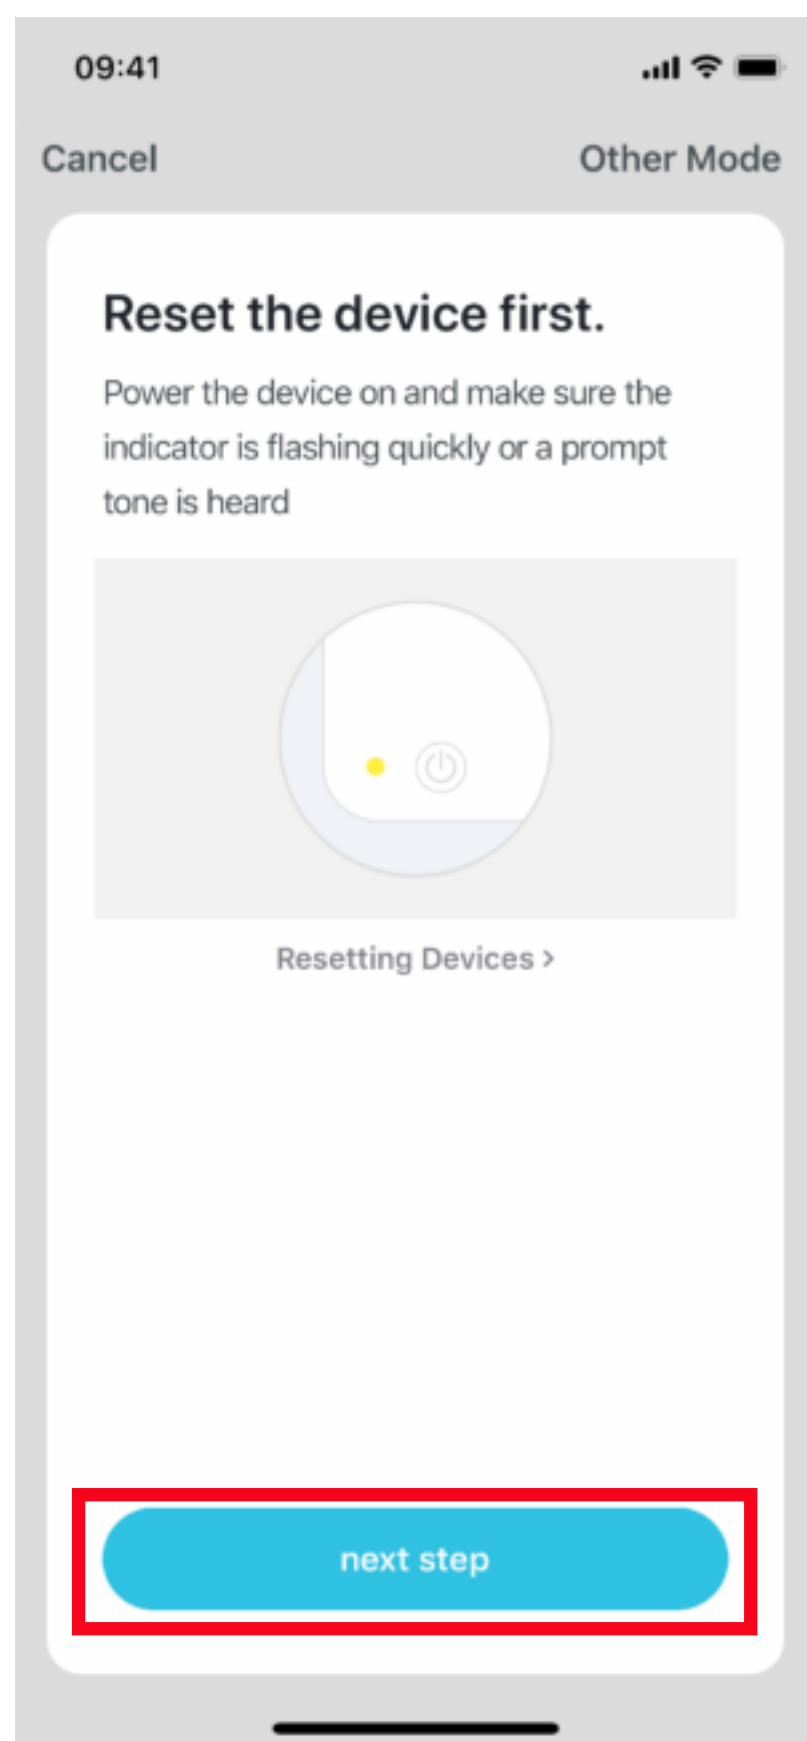 09:41
Cancel
Other Mode
Reset the device first.
Power the device on and make sure the
indicator is flashing quickly or a prompt
tone is heard
Resetting Devices >
next step